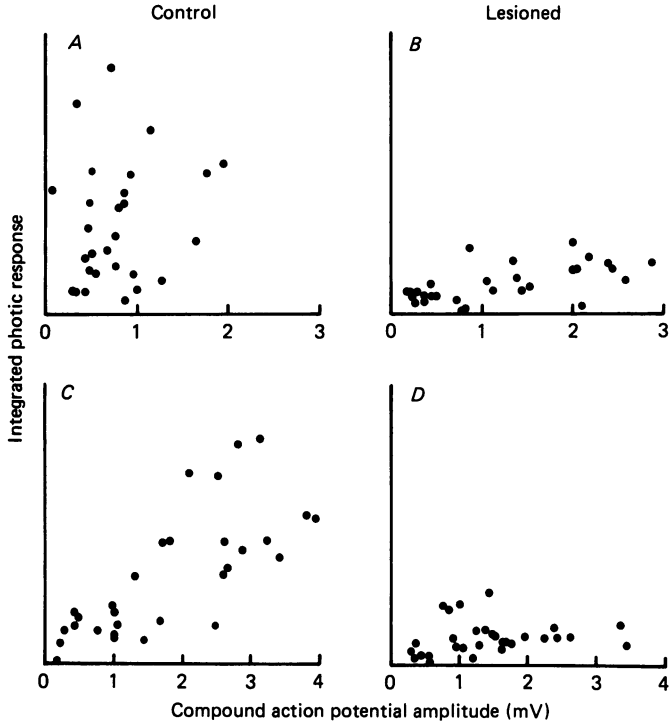 Control
Lesioned
A
B
Integrated photic response
0 1 2 3
0 1 2 3
C
D
0 1 2 3 4
0 1 2 3 4
Compound action potential amplitude (mV)